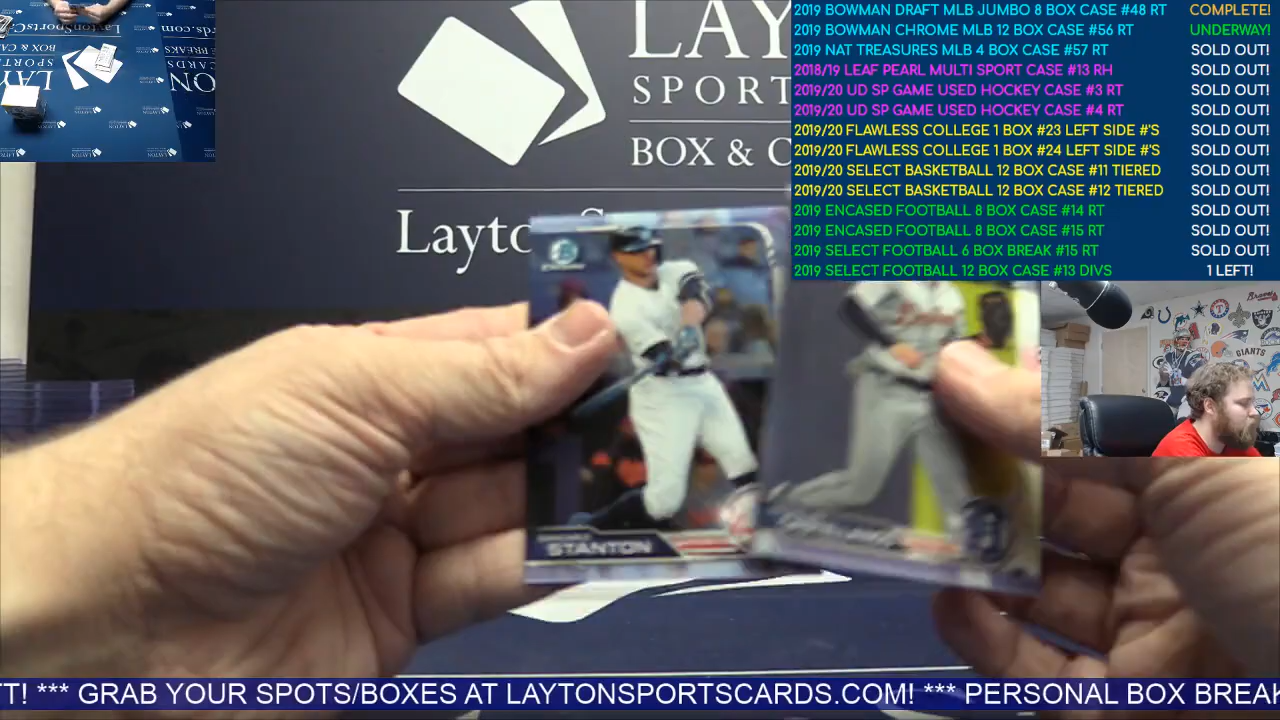 LAY
SPORT
BOX & C
Layto
2019 BOWMAN DRAFT MLB JUMBO 8 BOX CASE #48 RT COMPLETE!
2019 BOWMAN CHROME MLB 12 BOX CASE #56 RT UNDERWAY!
2019 NAT TREASURES MLB 4 BOX CASE #57 RT SOLD OUT!
2018/19 LEAF PEARL MULTI SPORT CASE #13 RH SOLD OUT!
2019/20 UD SP GAME USED HOCKEY CASE #3 RT SOLD OUT!
2019/20 UD SP GAME USED HOCKEY CASE #4 RT SOLD OUT!
2019/20 FLAWLESS COLLEGE 1 BOX #23 LEFT SIDE #'S SOLD OUT!
2019/20 FLAWLESS COLLEGE 1 BOX #24 LEFT SIDE #'S SOLD OUT!
2019/20 SELECT BASKETBALL 12 BOX CASE #11 TIERED SOLD OUT!
2019/20 SELECT BASKETBALL 12 BOX CASE #12 TIERED SOLD OUT!
2019 ENCASED FOOTBALL 8 BOX CASE #14 RT SOLD OUT!
2019 ENCASED FOOTBALL 8 BOX CASE #15 RT SOLD OUT!
2019 SELECT FOOTBALL 6 BOX BREAK #15 RT SOLD OUT!
2019 SELECT FOOTBALL 12 BOX CASE #13 DIVS 1 LEFT!
GIANTS
STANTON
FT! *** GRAB YOUR SPOTS/BOXES AT LAYTONSPORTSCARDS.COM! *** PERSONAL BOX BREAK